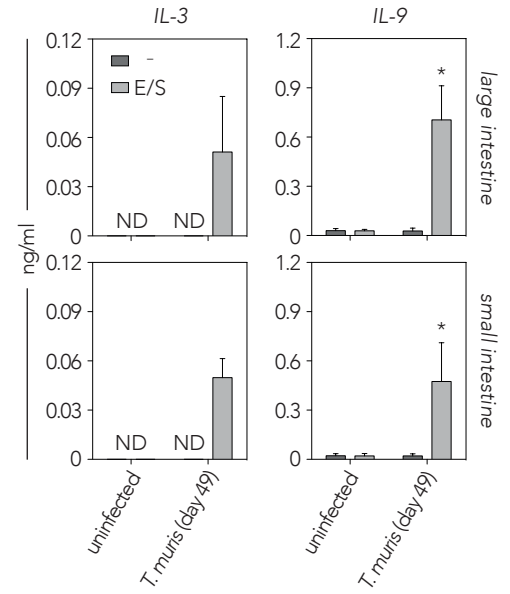 IL-3
IL-9
0.12
0.09
0.06
0.03
0
-
E/S
ND ND
1.2
0.9
0.6
0.3
0
*
large intestine
ng/ml
0.12
0.06
0.03
0
ND ND
1.2
0.9
0.6
0.3
0
*
small intestine
uninfected
T. muris (day 49)
uninfected
T. muris (day 49)